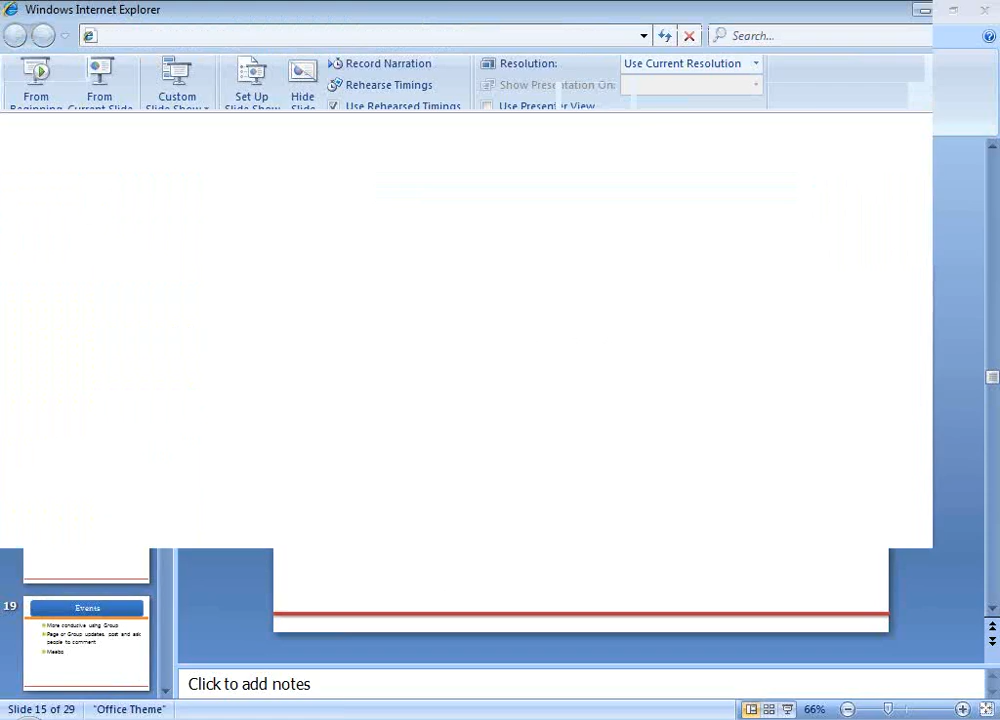 Windows Internet Explorer
Search...
Record Narration
Resolution:
Use Current Resolution
Rehearse Timings
Show Presentation On:
From
From
Custom
Set Up
Hide
Beginning
Current Slide
Slide Show
Slide Show
Slide
Use Rehearsed Timings
Use Presenter View
19
Events
More conducive using Group
Page or Group updates, post and ask
people to comment
Meebo
Click to add notes
Slide 15 of 29
"Office Theme"
66%